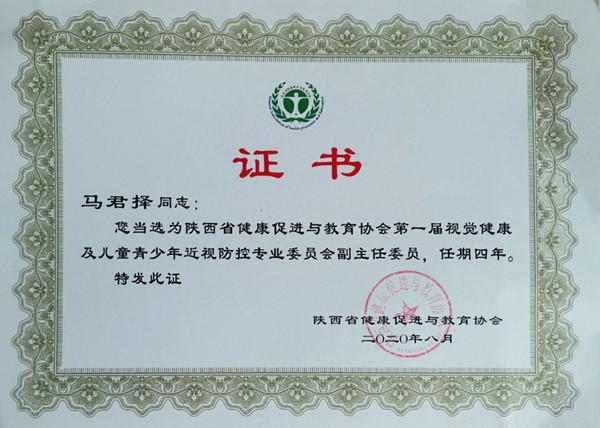 证书
马君择同志：
您当选为陕西省健康促进与教育协会第一届视觉健康
及儿童青少年近视防控专业委员会副主任委员，任期四年。
特发此证
陕西省健康促进与教育协会
二〇二〇年八月